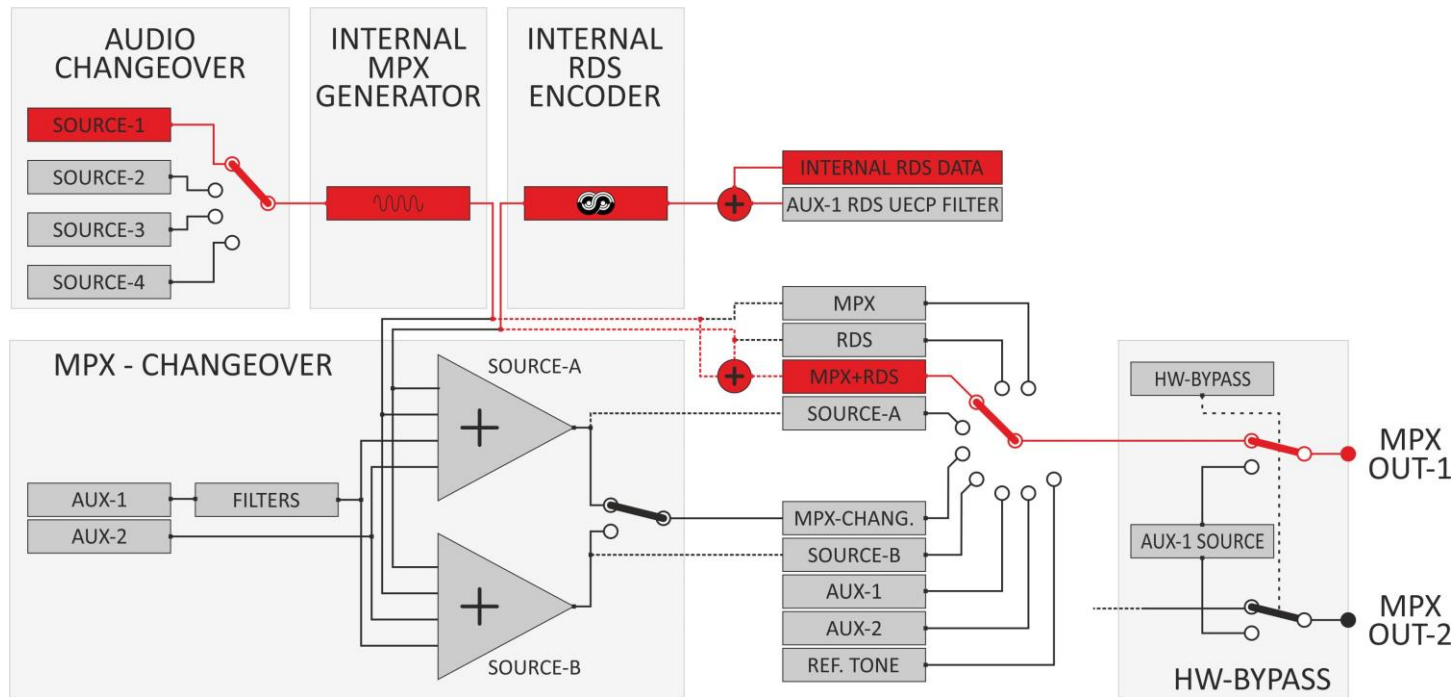 AUDIO
CHANGEOVER
SOURCE-1
SOURCE-2
SOURCE-3
SOURCE-4
INTERNAL
MPX
GENERATOR
INTERNAL
RDS
ENCODER
INTERNAL RDS DATA
AUX-1 RDS UECP FILTER
MPX - CHANGEOVER
SOURCE-A
AUX-1
FILTERS
AUX-2
SOURCE-B
MPX
RDS
MPX+RDS
SOURCE-A
MPX-CHANG.
SOURCE-B
AUX-1
AUX-2
REF. TONE
HW-BYPASS
AUX-1 SOURCE
HW-BYPASS
MPX
OUT-1
MPX
OUT-2